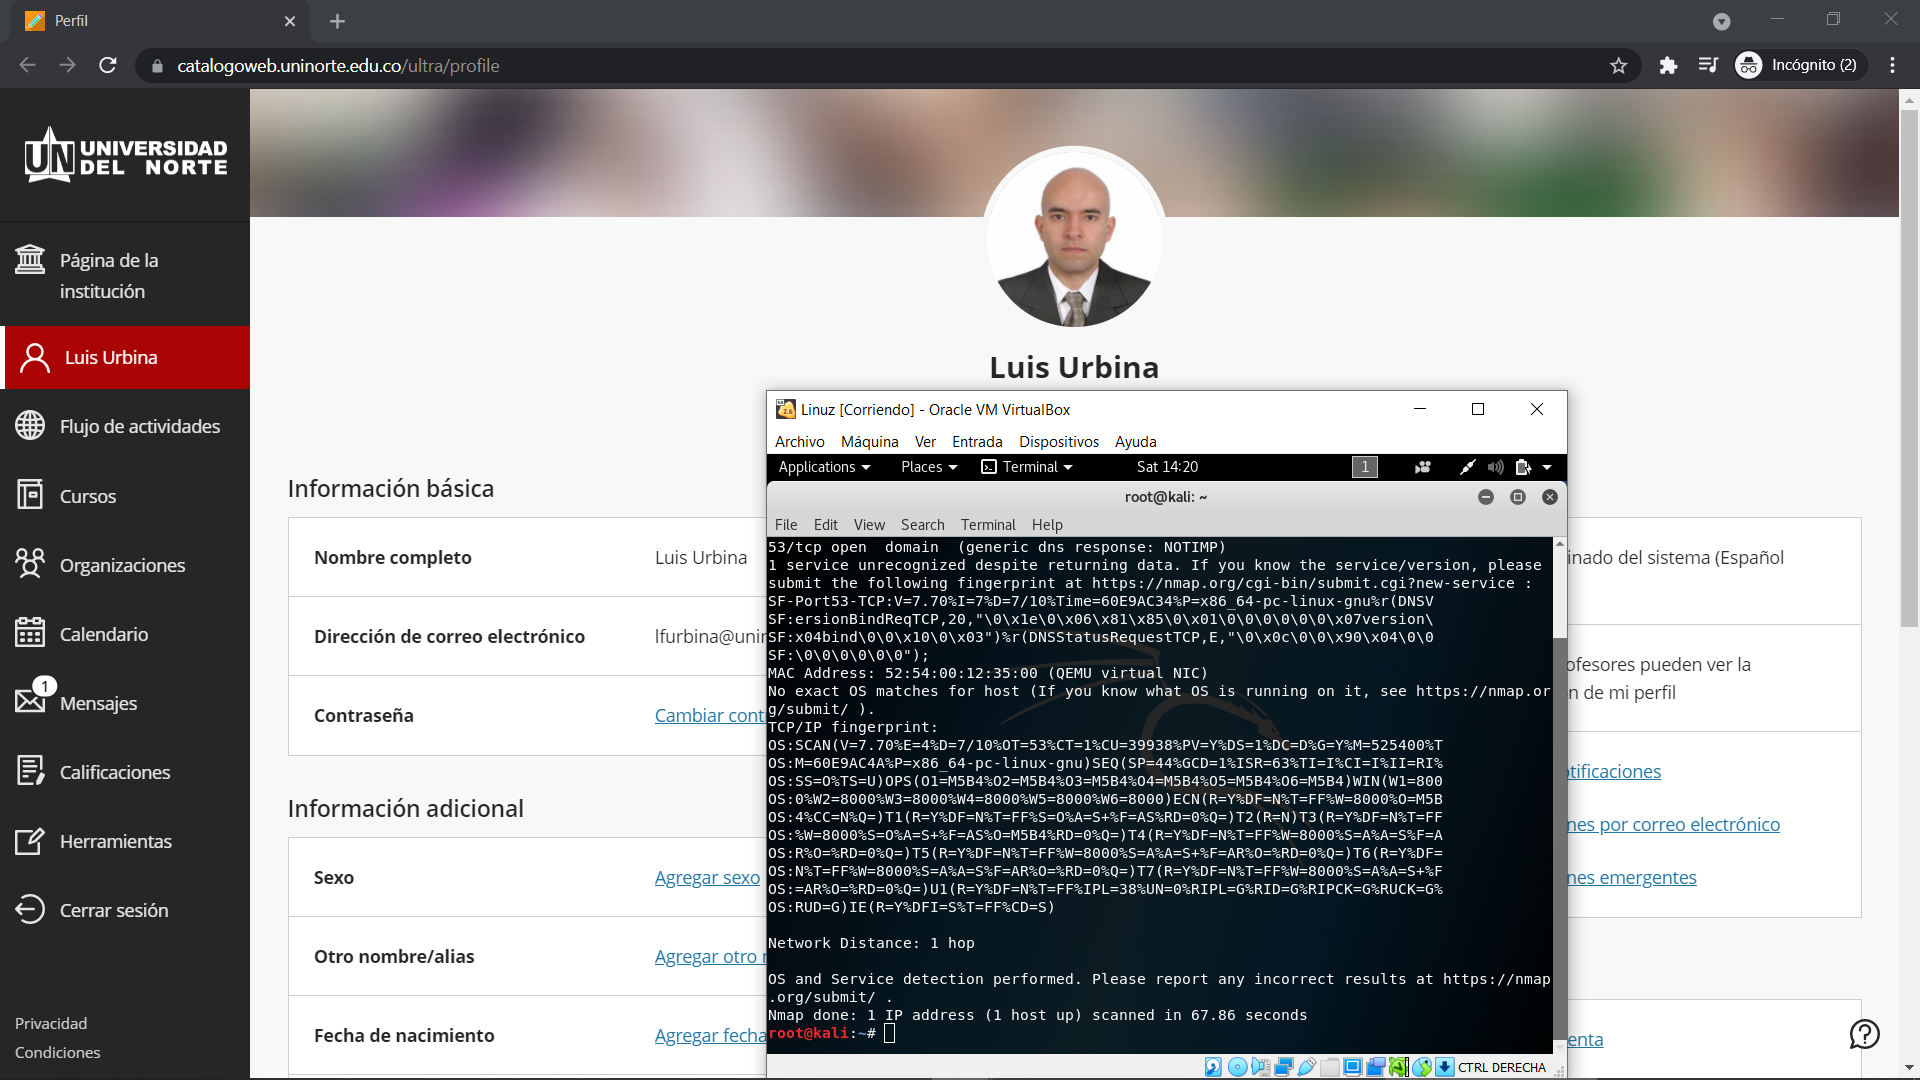 Perfil
catalogoweb.uninorte.edu.co/ultra/profile
Incógnito (2)
UN UNIVERSIDAD
DEL NORTE
Página de la
institución
Luis Urbina
Flujo de actividades
Cursos
Organizaciones
Calendario
1
Mensajes
Calificaciones
Herramientas
Cerrar sesión
Privacidad
Condiciones
Luis Urbina
Información básica
Nombre completo
Luis Urbina
Dirección de correo electrónico
lfurbina@unin
Contraseña
Cambiar cont
Información adicional
Sexo
Agregar sexo
Otro nombre/alias
Agregar otro
Fecha de nacimiento
Agregar fecha
Linuz [Corriendo] - Oracle VM VirtualBox
Archivo Máquina Ver Entrada Dispositivos Ayuda
Applications Places Terminal Sat 14:20 1
root@kali: ~
File Edit View Search Terminal Help
53/tcp open  domain  (generic dns response: NOTIMP)
1 service unrecognized despite returning data. If you know the service/version, please
submit the following fingerprint at https://nmap.org/cgi-bin/submit.cgi?new-service :
SF-Port53-TCP:V=7.70%I=7%D=7/10%Time=60E9AC34%P=x86_64-pc-linux-gnu%r(DNSV
SF:ersionBindReqTCP,20,"\0\x1e\0\x06\x81\x85\0\x01\0\0\0\0\0\0\x07version\
SF:x04bind\0\0\x10\0\x03")%r(DNSStatusRequestTCP,E,"\0\x0c\0\0\x90\x04\0\0
SF:\0\0\0\0\0\0");
MAC Address: 52:54:00:12:35:00 (QEMU virtual NIC)
No exact OS matches for host (If you know what OS is running on it, see https://nmap.or
g/submit/ ).
TCP/IP fingerprint:
OS:SCAN(V=7.70%E=4%D=7/10%OT=53%CT=1%CU=39938%PV=Y%DS=1%DC=D%G=Y%M=525400%T
OS:M=60E9AC4A%P=x86_64-pc-linux-gnu)SEQ(SP=44%GCD=1%ISR=63%TI=I%CI=I%II=RI%
OS:SS=O%TS=U)OPS(O1=M5B4%O2=M5B4%O3=M5B4%O4=M5B4%O5=M5B4%O6=M5B4)WIN(W1=800
OS:0%W2=8000%W3=8000%W4=8000%W5=8000%W6=8000)ECN(R=Y%DF=N%T=FF%W=8000%O=M5B
OS:4%CC=N%Q=)T1(R=Y%DF=N%T=FF%S=O%A=S+%F=AS%RD=0%Q=)T2(R=N)T3(R=Y%DF=N%T=FF
OS:%W=8000%S=O%A=S+%F=AS%O=M5B4%RD=0%Q=)T4(R=Y%DF=N%T=FF%W=8000%S=A%A=S%F=A
OS:R%O=%RD=0%Q=)T5(R=Y%DF=N%T=FF%W=8000%S=A%A=S+%F=AR%O=%RD=0%Q=)T6(R=Y%DF=
OS:N%T=FF%W=8000%S=A%A=S%F=AR%O=%RD=0%Q=)T7(R=Y%DF=N%T=FF%W=8000%S=A%A=S+%F
OS:=AR%O=%RD=0%Q=)U1(R=Y%DF=N%T=FF%IPL=38%UN=0%RIPL=G%RID=G%RIPCK=G%RUCK=G%
OS:RUD=G)IE(R=Y%DFI=S%T=FF%CD=S)
Network Distance: 1 hop
OS and Service detection performed. Please report any incorrect results at https://nmap
.org/submit/ .
Nmap done: 1 IP address (1 host up) scanned in 67.86 seconds
root@kali:~#
CTRL DERECHA
inado del sistema (Español
ofesores pueden ver la
n de mi perfil
otificaciones
nes por correo electrónico
nes emergentes
enta